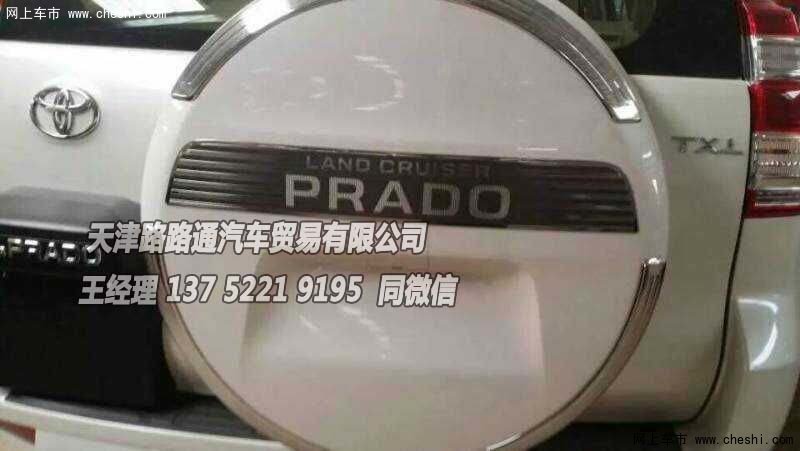 网上车市
www.cheshi.com
LAND CRUISER
PRADO
TX.L
PRADO
天津路路通汽车贸易有限公司
王经理 137 5221 9195 同微信
网上车市 www.cheshi.com